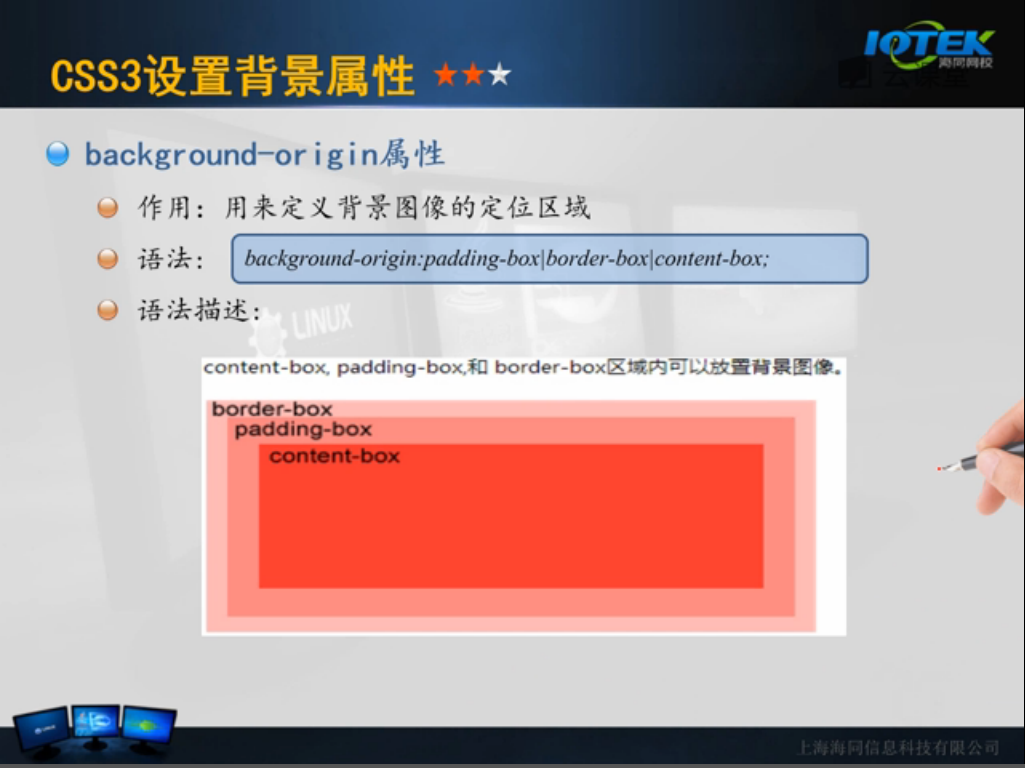 IOTEK
海同网校
云课堂
CSS3设置背景属性
background-origin属性
作用：用来定义背景图像的定位区域
语法：
background-origin:padding-box|border-box|content-box;
语法描述：
LINUX
content-box, padding-box,和 border-box区域内可以放置背景图像。
border-box
padding-box
content-box
上海海同信息科技有限公司